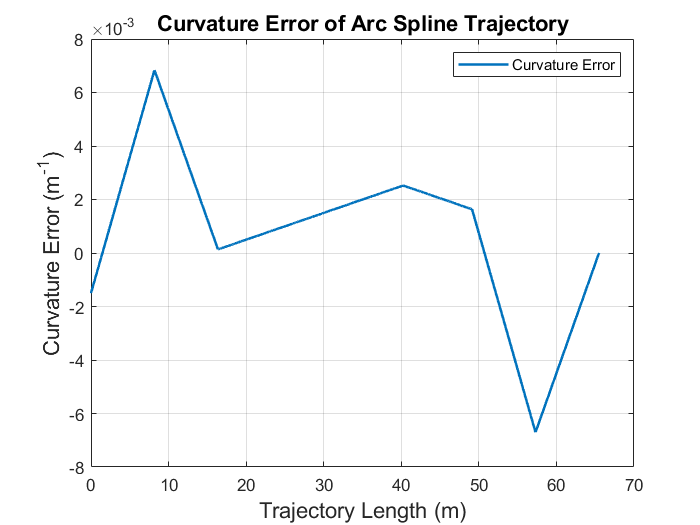 Curvature Error of Arc Spline Trajectory
×10⁻³
Curvature Error
8
6
4
2
0
-2
-4
-6
-8
Curvature Error (m⁻¹)
0 10 20 30 40 50 60 70
Trajectory Length (m)